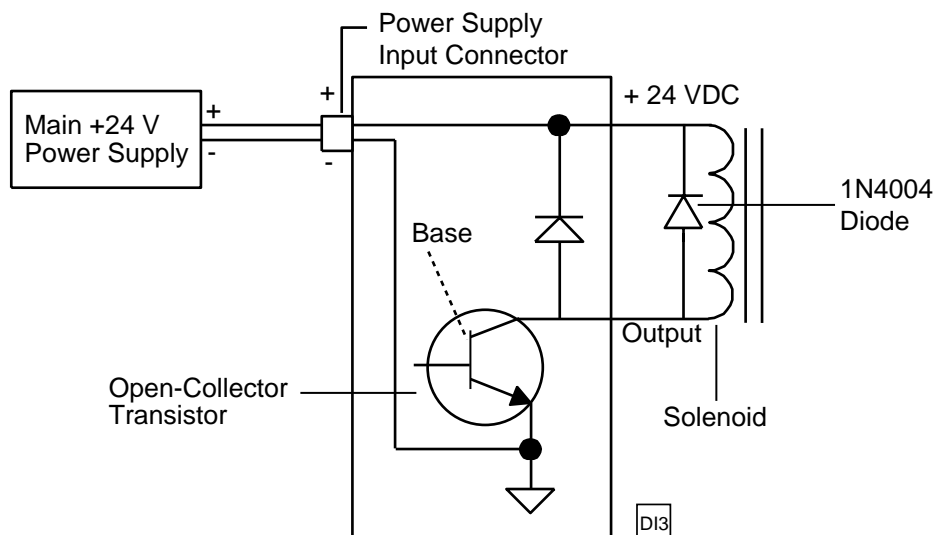 Power Supply
Input Connector
Main +24 V
Power Supply
+
-
+
-
+ 24 VDC
1N4004
Diode
Base
Output
Open-Collector
Transistor
Solenoid
DI3